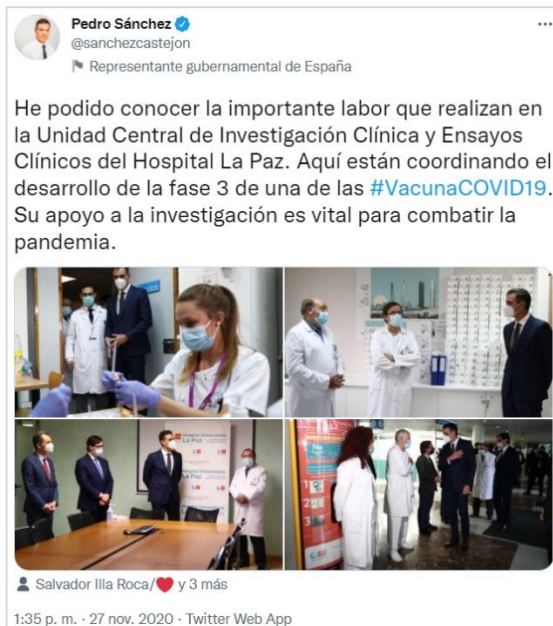 Pedro Sánchez
@sanchezcastejon
Representante gubernamental de España
He podido conocer la importante labor que realizan en
la Unidad Central de Investigación Clínica y Ensayos
Clínicos del Hospital La Paz. Aquí están coordinando el
desarrollo de la fase 3 de una de las #VacunaCOVID19.
Su apoyo a la investigación es vital para combatir la
pandemia.
Hospital Universitario
La Paz
La Paz
Salvador Illa Roca/❤️ y 3 más
1:35 p. m. · 27 nov. 2020 · Twitter Web App